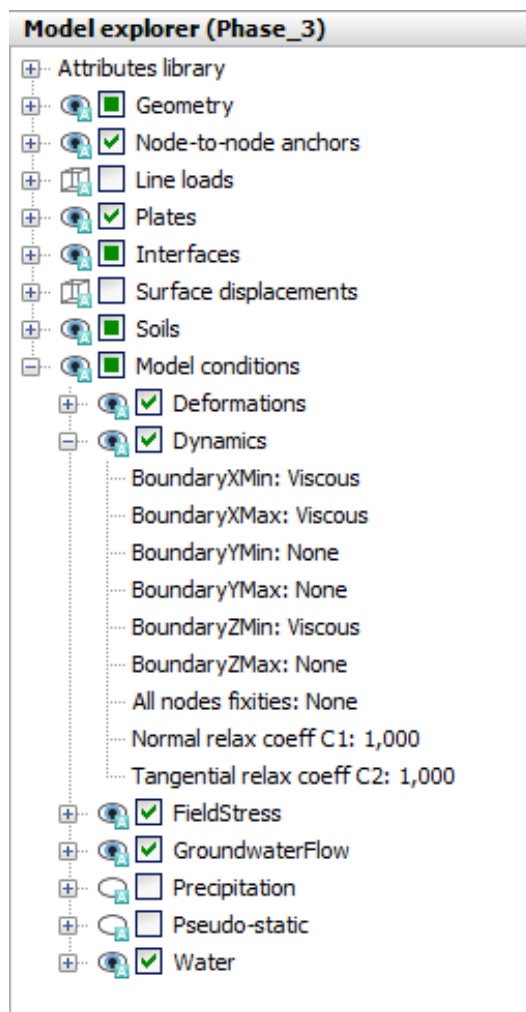 Model explorer (Phase_3)
Attributes library
Geometry
Node-to-node anchors
Line loads
Plates
Interfaces
Surface displacements
Soils
Model conditions
Deformations
Dynamics
BoundaryXMin: Viscous
BoundaryXMax: Viscous
BoundaryYMin: None
BoundaryYMax: None
BoundaryZMin: Viscous
BoundaryZMax: None
All nodes fixities: None
Normal relax coeff C1: 1,000
Tangential relax coeff C2: 1,000
FieldStress
GroundwaterFlow
Precipitation
Pseudo-static
Water